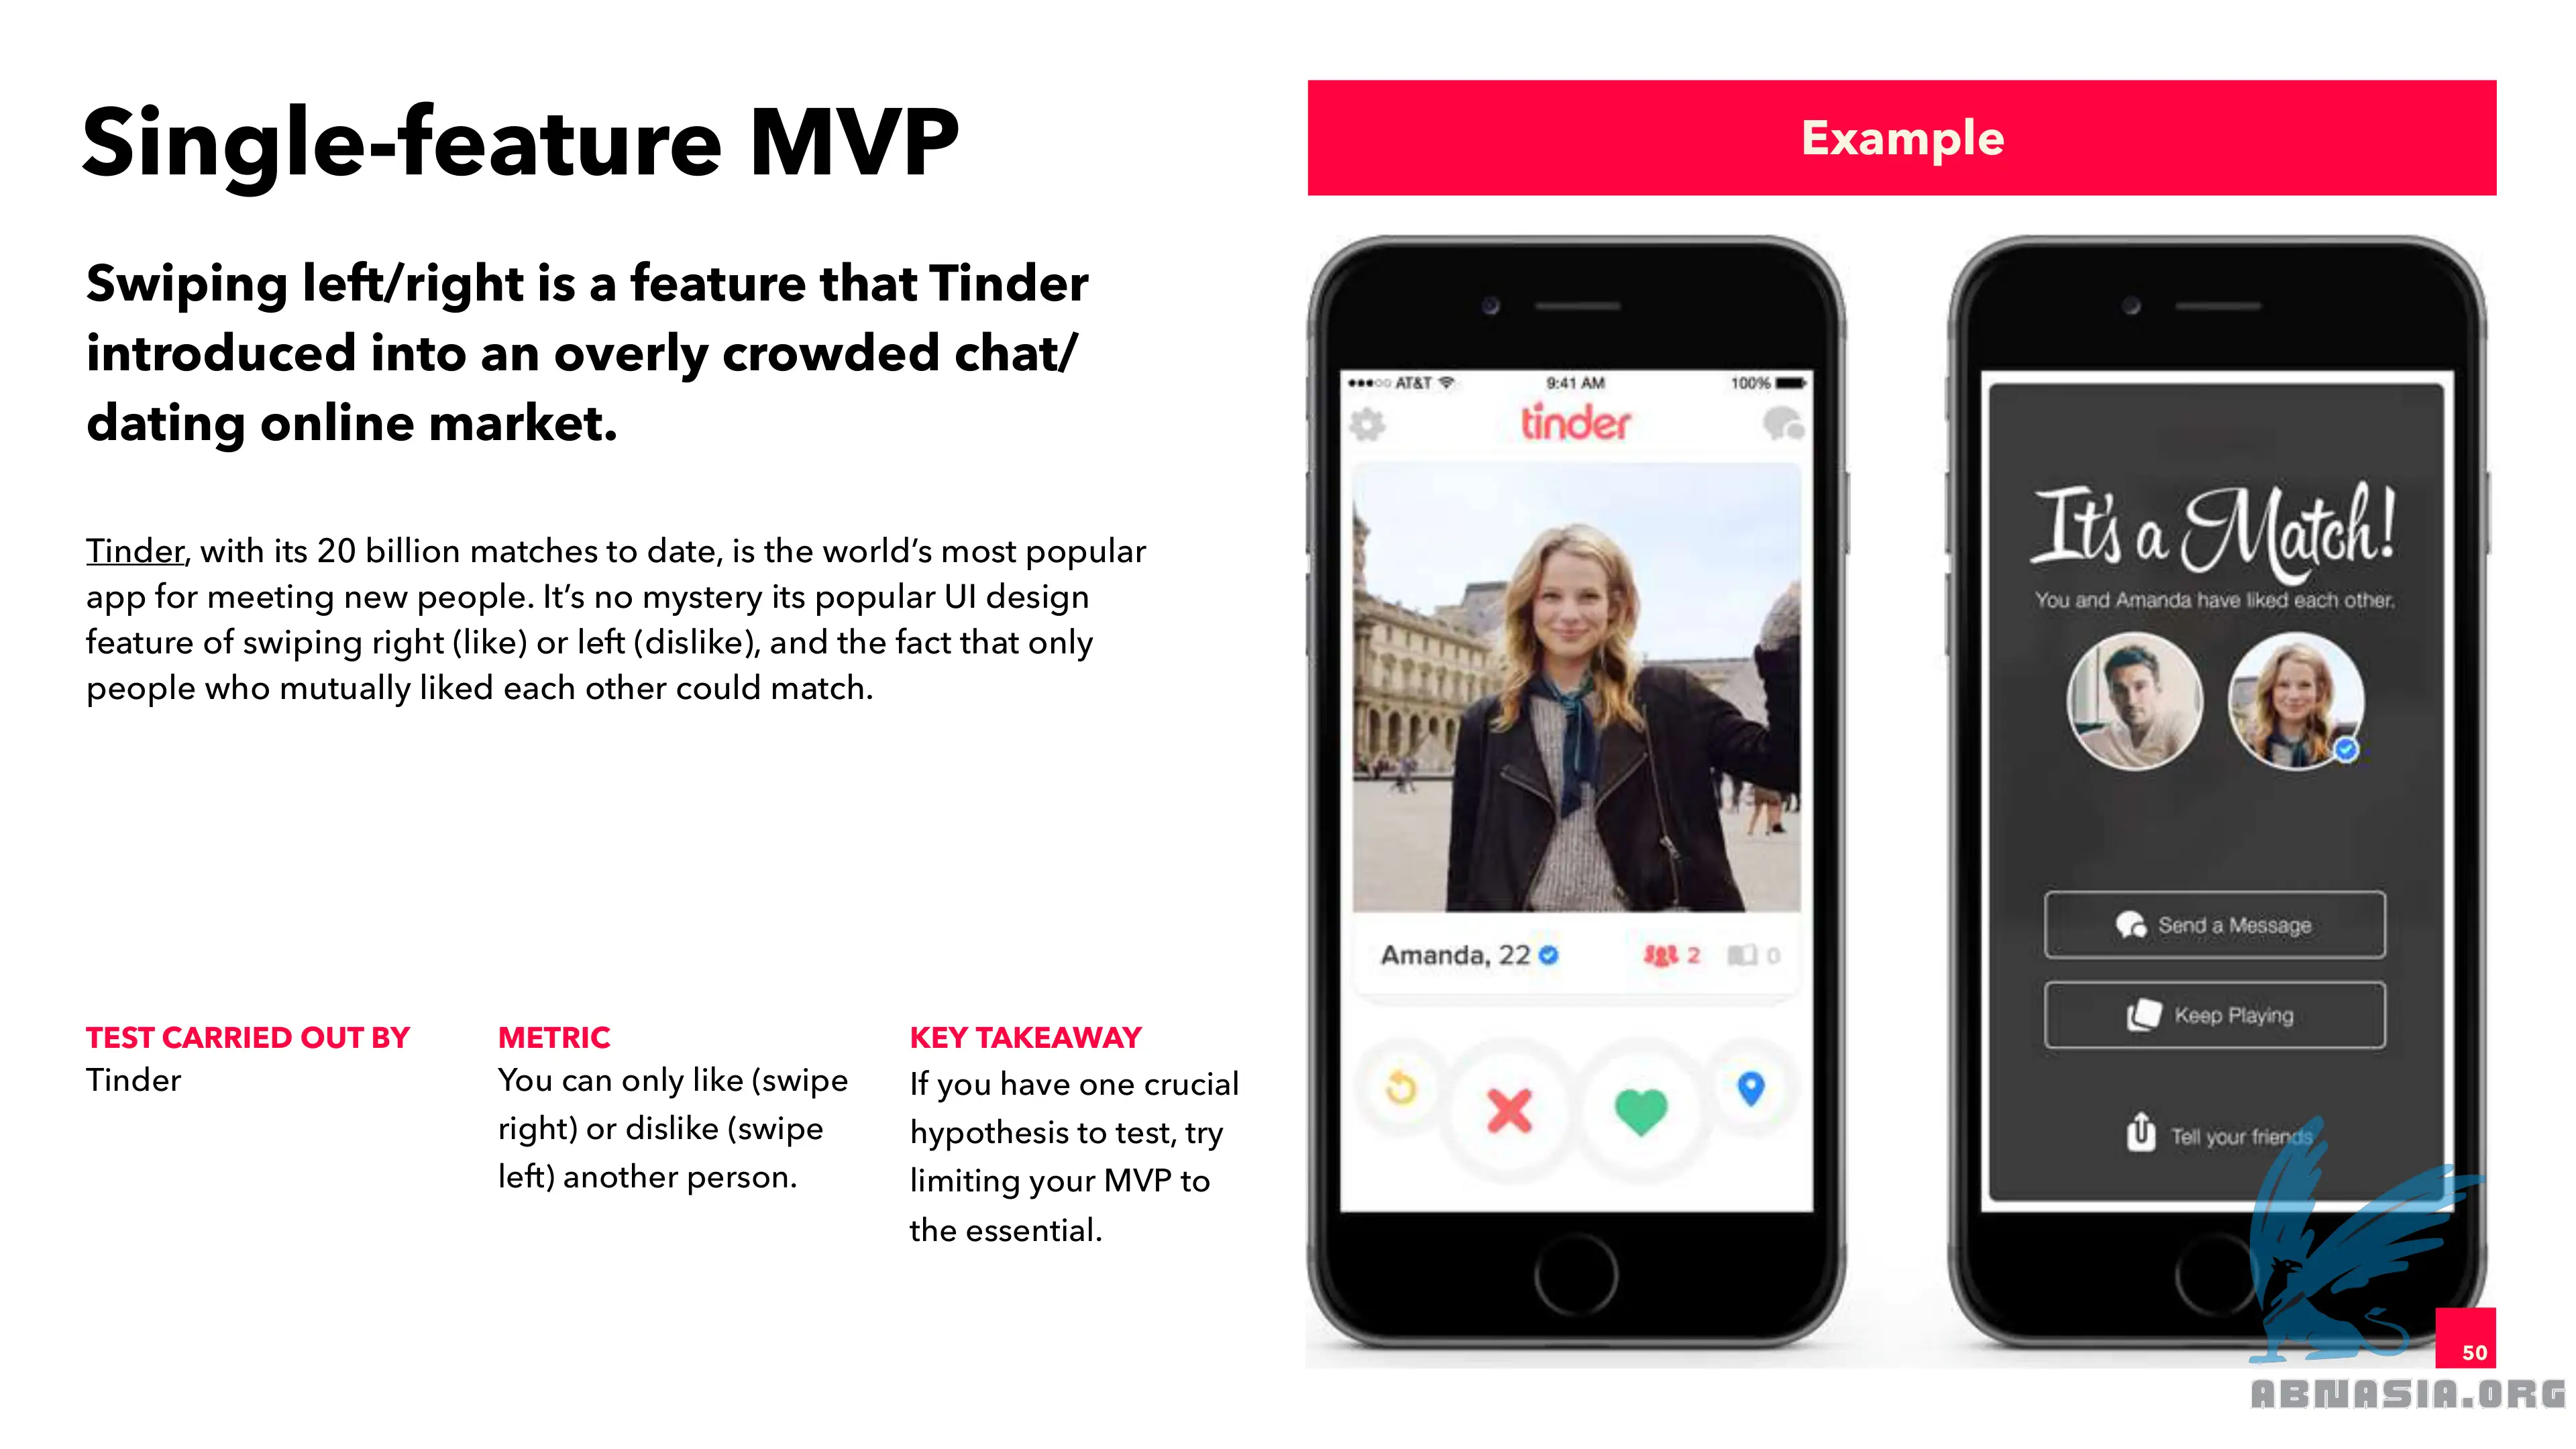 Single-feature MVP
Swiping left/right is a feature that Tinder
introduced into an overly crowded chat/
dating online market.
Tinder, with its 20 billion matches to date, is the world’s most popular
app for meeting new people. It’s no mystery its popular UI design
feature of swiping right (like) or left (dislike), and the fact that only
people who mutually liked each other could match.
TEST CARRIED OUT BY
Tinder
METRIC
You can only like (swipe
right) or dislike (swipe
left) another person.
KEY TAKEAWAY
If you have one crucial
hypothesis to test, try
limiting your MVP to
the essential.
Example
AT&T 9:41 AM 100%
tinder
Amanda, 22 2 0
It's a Match!
You and Amanda have liked each other.
Send a Message
Keep Playing
Tell your friends
50
ABNASIA.ORG